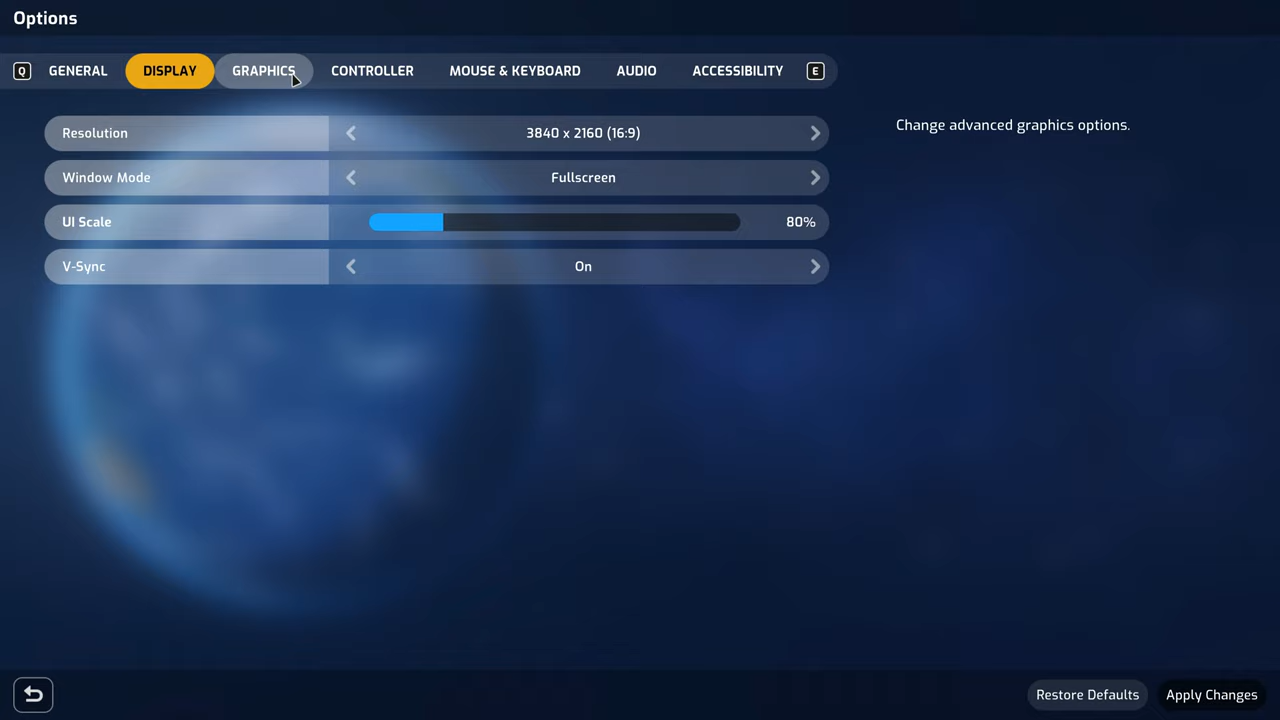 Options
Q GENERAL DISPLAY GRAPHICS CONTROLLER MOUSE & KEYBOARD AUDIO ACCESSIBILITY E
Resolution 3840 x 2160 (16:9)
Change advanced graphics options.
Window Mode Fullscreen
UI Scale 80%
V-Sync On
Restore Defaults Apply Changes